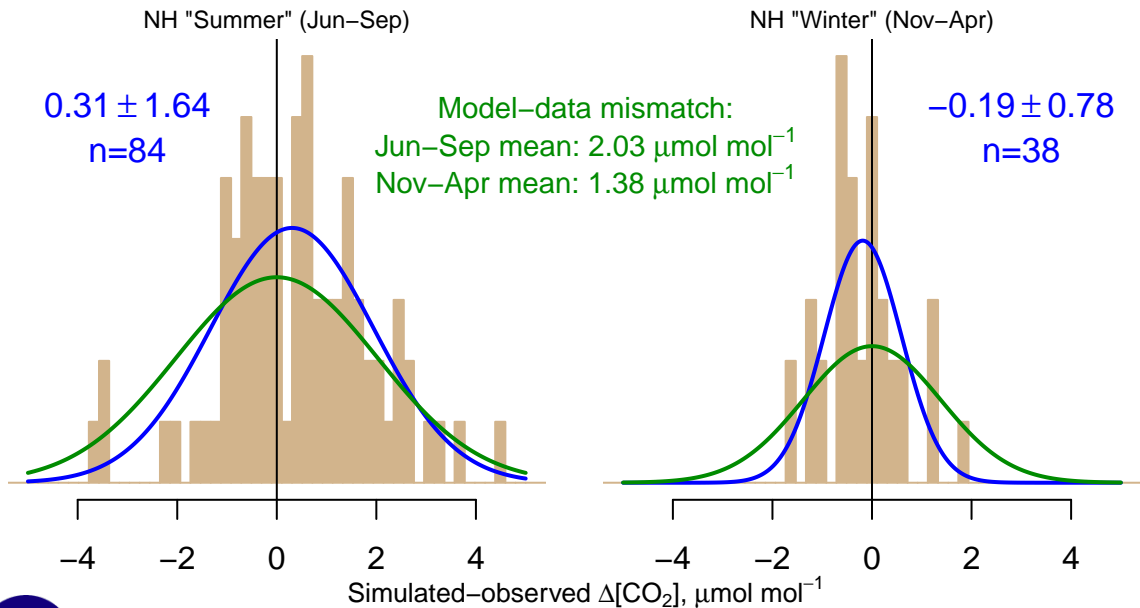 NH "Summer" (Jun−Sep)
NH "Winter" (Nov−Apr)
0.31 ± 1.64
n=84
Model−data mismatch:
Jun−Sep mean: 2.03 μmol mol⁻¹
Nov−Apr mean: 1.38 μmol mol⁻¹
−0.19 ± 0.78
n=38
−4 −2 0 2 4
−4 −2 0 2 4
Simulated−observed Δ[CO₂], μmol mol⁻¹